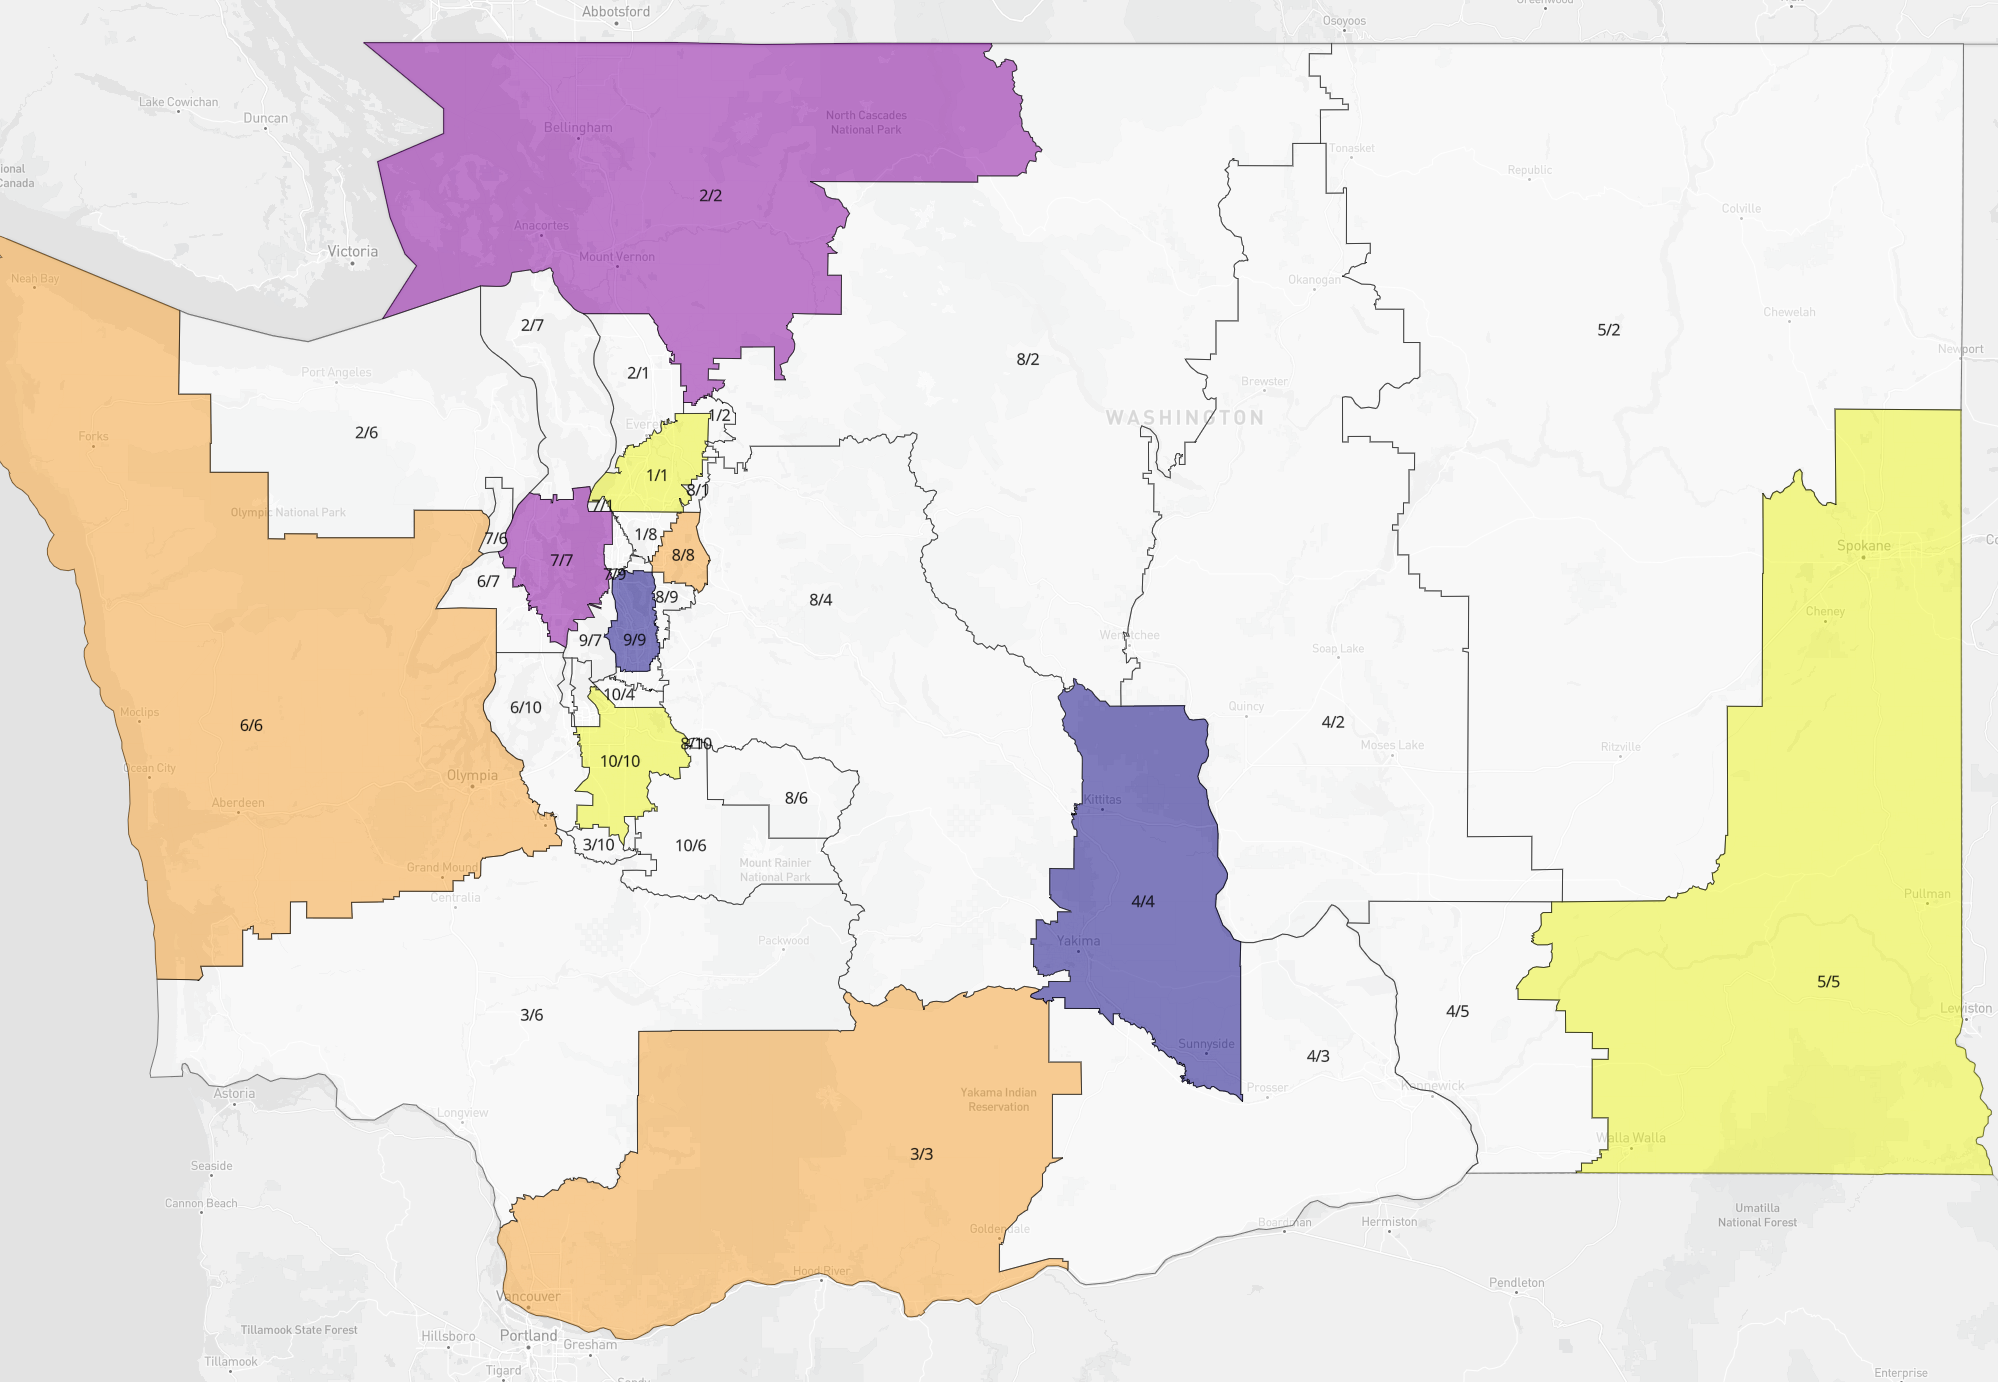 Abbotsford
Osoyoos
Lake Cowichan
Duncan
North Cascades
National Park
Bellingham
Tonasket
ional
Canada
Republic
2/2
Colville
Anacortes
Victoria
Mount Vernon
Neah Bay
Okanogan
Chewelah
2/7
5/2
Newport
8/2
Port Angeles
2/1
Brewster
WASHINGTON
1/2
Evere
Forks
2/6
1/1
8/1
7/1
Olympic National Park
1/8
7/6
Spokane
8/8
7/7
7/9
6/7
8/9
8/4
Cheney
9/7
9/9
Wenatchee
Soap Lake
10/4
6/10
Quincy
Moclips
4/2
6/6
8/10
Moses Lake
Ritzville
10/10
Ocean City
Olympia
8/6
Kittitas
Aberdeen
Yelm
3/10
10/6
Mount Rainier
National Park
Grand Mound
Centralia
Pullman
4/4
Packwood
Yakima
5/5
Lewiston
3/6
4/5
Sunnyside
4/3
Prosser
Kennewick
Astoria
Yakama Indian
Reservation
Longview
Walla Walla
3/3
Seaside
Cannon Beach
Umatilla
National Forest
Goldendale
Boardman
Hermiston
Hood River
Pendleton
Vancouver
Tillamook State Forest
Hillsboro
Portland
Gresham
Tillamook
Tigard
Sandy
Enterprise